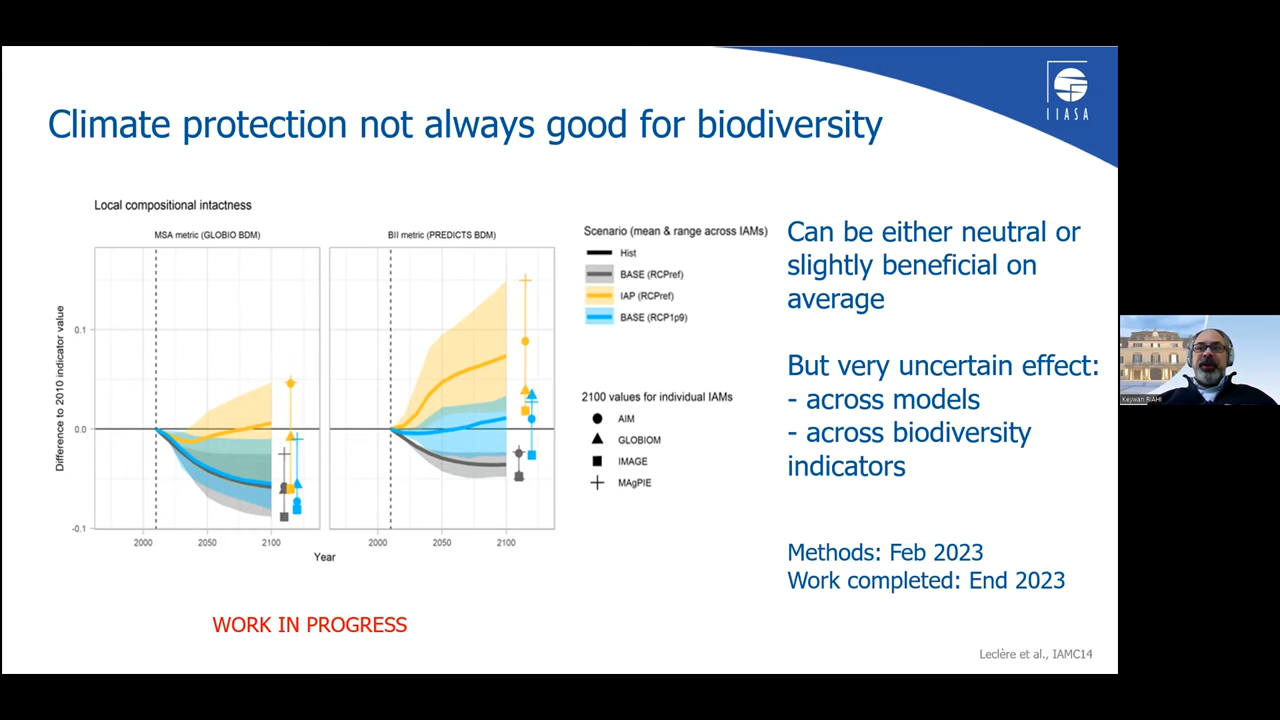 IIASA
Climate protection not always good for biodiversity
Local compositional intactness
MSA metric (GLOBIO BDM)
BII metric (PREDICTS BDM)
Difference to 2010 indicator value
0.1
0.0
-0.1
2000
2050
2100
2000
2050
2100
Year
Scenario (mean & range across IAMs)
Hist
BASE (RCPref)
IAP (RCPref)
BASE (RCP1p9)
2100 values for individual IAMs
AIM
GLOBIOM
IMAGE
MAgPIE
Can be either neutral or
slightly beneficial on
average
But very uncertain effect:
- across models
- across biodiversity
indicators
Methods: Feb 2023
Work completed: End 2023
WORK IN PROGRESS
Leclère et al., IAMC14
Keywan RIAHI